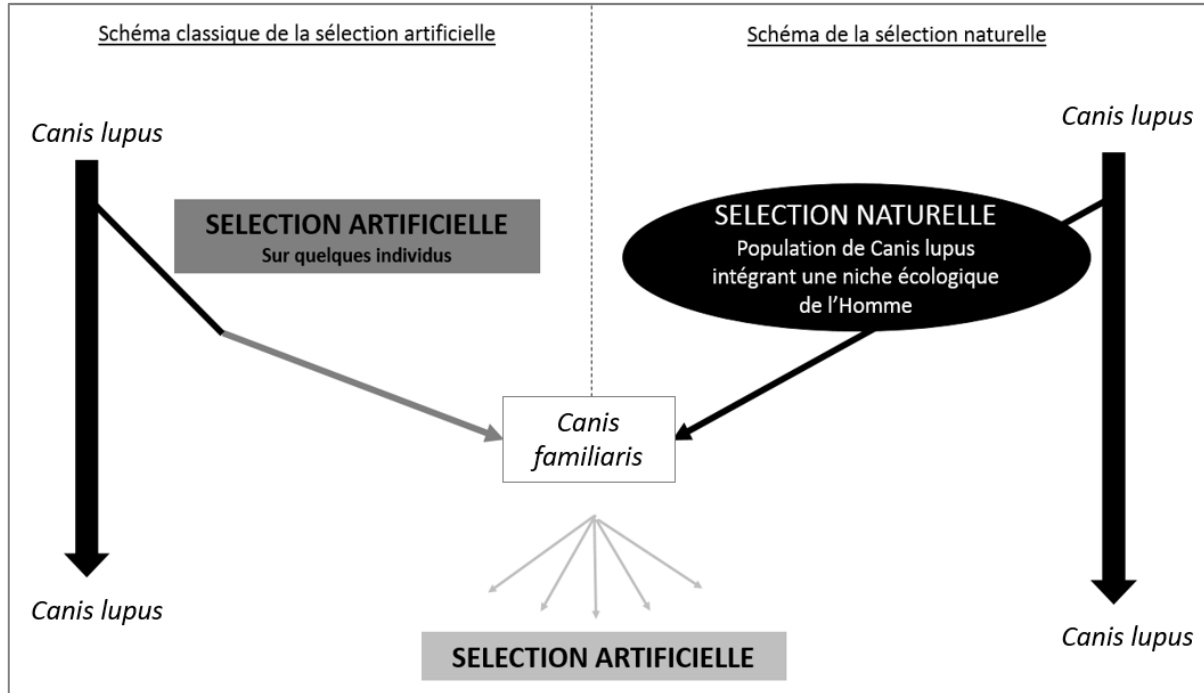 Schéma classique de la sélection artificielle
Schéma de la sélection naturelle
Canis lupus
Canis lupus
SELECTION ARTIFICIELLE
Sur quelques individus
SELECTION NATURELLE
Population de Canis lupus
intégrant une niche écologique
de l'Homme
Canis
familiaris
Canis lupus
Canis lupus
SELECTION ARTIFICIELLE